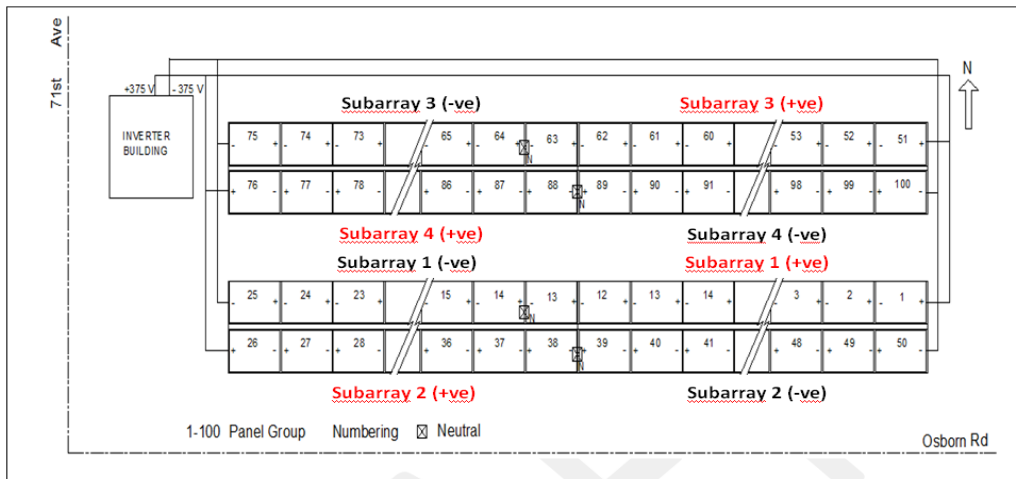 71st Ave
N
+375 V - 375 V
INVERTER
BUILDING
Subarray 3 (-ve) Subarray 3 (+ve)
75 74 73 65 64 63 62 61 60 53 52 51
- + - + - + - + - + - + - + - + - + - + - + - +
N
76 77 78 86 87 88 89 90 91 98 99 100
+ - + - + - + - + - + - + - + - + - + - + - + -
N
Subarray 4 (+ve) Subarray 4 (-ve)
Subarray 1 (-ve) Subarray 1 (+ve)
25 24 23 15 14 13 12 13 14 3 2 1
- + - + - + - + - + - + - + - + - + - + - + - +
N
26 27 28 36 37 38 39 40 41 48 49 50
+ - + - + - + - + - + - + - + - + - + - + - + -
N
Subarray 2 (+ve) Subarray 2 (-ve)
1-100 Panel Group Numbering Neutral
Osborn Rd